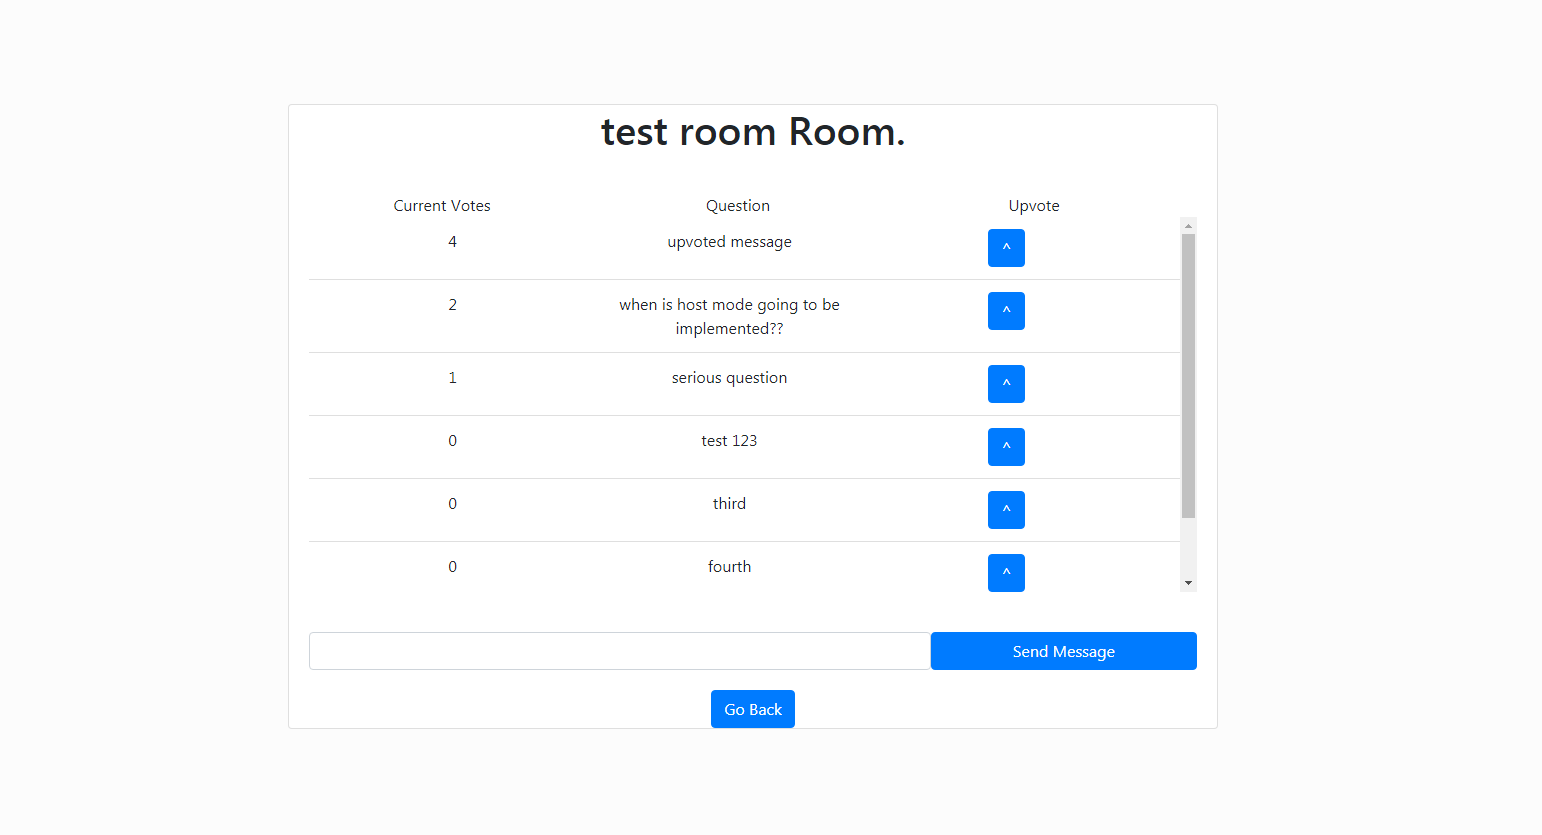 test room Room.
Current Votes Question Upvote
4 upvoted message ^
2 when is host mode going to be ^
implemented??
1 serious question ^
0 test 123 ^
0 third ^
0 fourth ^
Send Message
Go Back